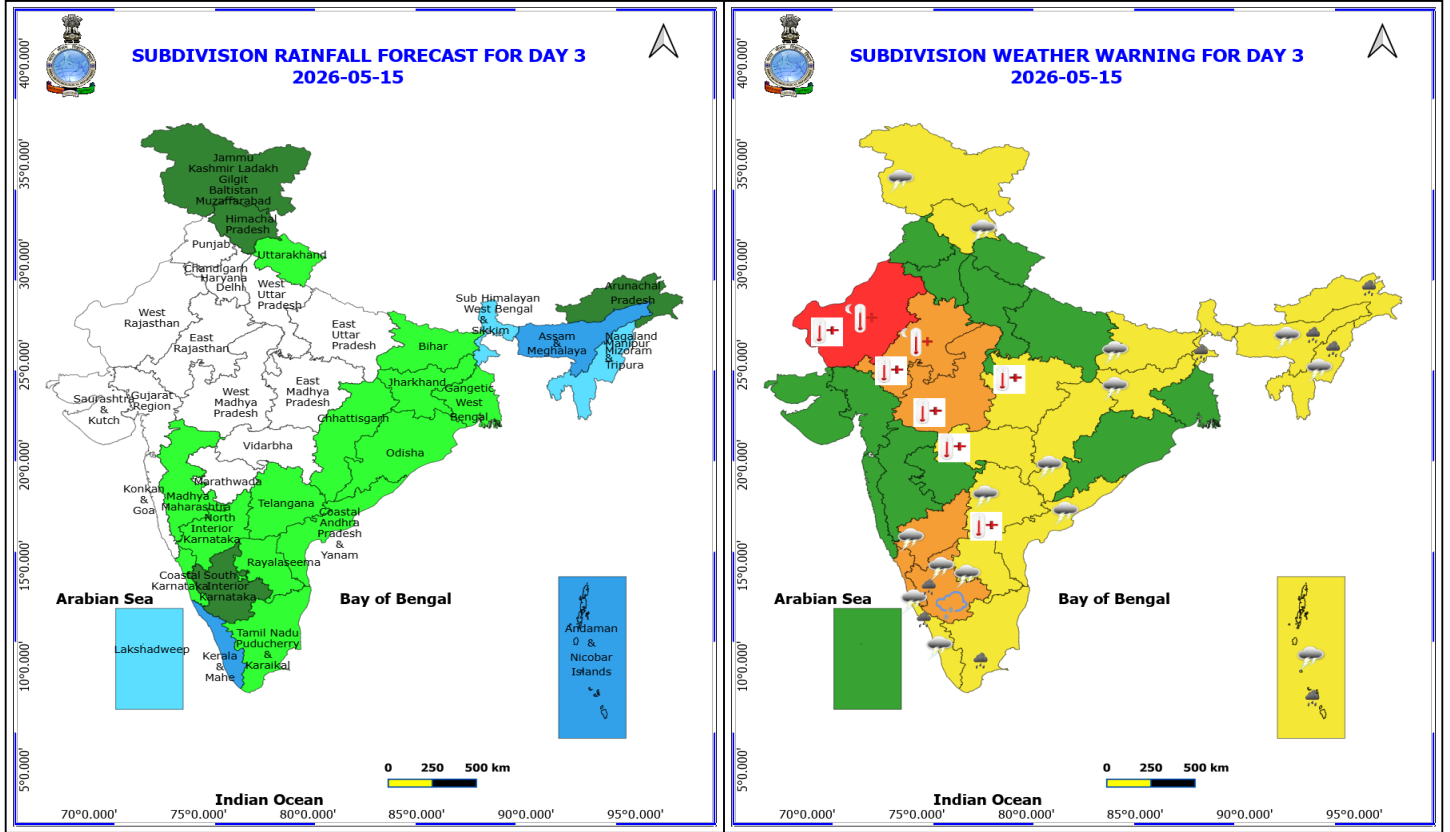 SUBDIVISION RAINFALL FORECAST FOR DAY 3
2026-05-15
40°0.000'
35°0.000'
30°0.000'
25°0.000'
20°0.000'
15°0.000'
10°0.000'
5°0.000'
Jammu
Kashmir Ladakh
Gilgit
Baltistan
Muzaffarabad
Himachal
Pradesh
Punjab
Uttarakhand
Chandigarh
Haryana
Delhi
West
Uttar
Pradesh
Arunachal
Pradesh
Sub Himalayan
West Bengal
&
Sikkim
West
Rajasthan
East
Rajasthan
East
Uttar
Pradesh
Bihar
Assam
&
Meghalaya
Nagaland
Manipur
Mizoram
&
Tripura
Jharkhand
Gangetic
West
Bengal
Saurashtra
&
Kutch
Gujarat
Region
West
Madhya
Pradesh
East
Madhya
Pradesh
Chhattisgarh
Vidarbha
Odisha
Konkan
&
Goa
Marathwada
Madhya
Maharashtra
North
Interior
Karnataka
Telangana
Coastal
Andhra
Pradesh
&
Yanam
Rayalaseema
Coastal
Karnataka
South
Interior
Karnataka
Arabian Sea
Bay of Bengal
Lakshadweep
Kerala
&
Mahe
Tamil Nadu
Puducherry
&
Karaikal
Andaman
&
Nicobar
Islands
0 250 500 km
Indian Ocean
70°0.000' 75°0.000' 80°0.000' 85°0.000' 90°0.000' 95°0.000'
SUBDIVISION WEATHER WARNING FOR DAY 3
2026-05-15
40°0.000'
35°0.000'
30°0.000'
25°0.000'
20°0.000'
15°0.000'
10°0.000'
5°0.000'
Arabian Sea
Bay of Bengal
0 250 500 km
Indian Ocean
70°0.000' 75°0.000' 80°0.000' 85°0.000' 90°0.000' 95°0.000'